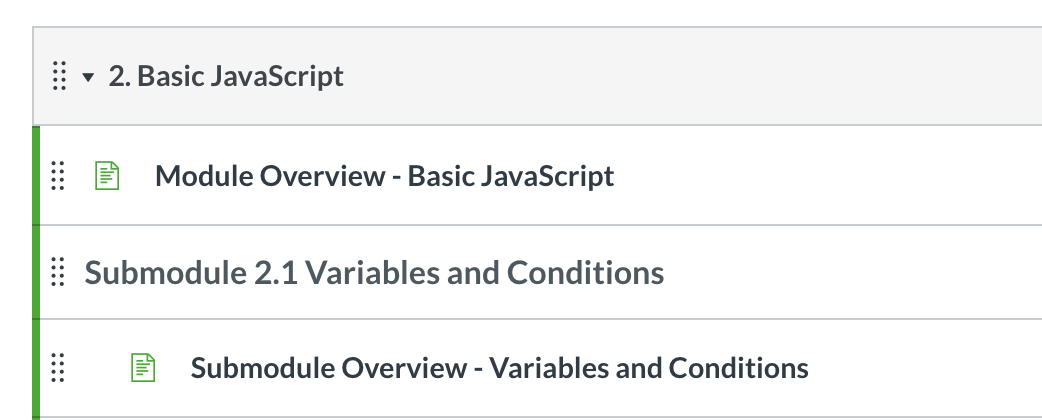 2. Basic JavaScript
Module Overview - Basic JavaScript
Submodule 2.1 Variables and Conditions
Submodule Overview - Variables and Conditions